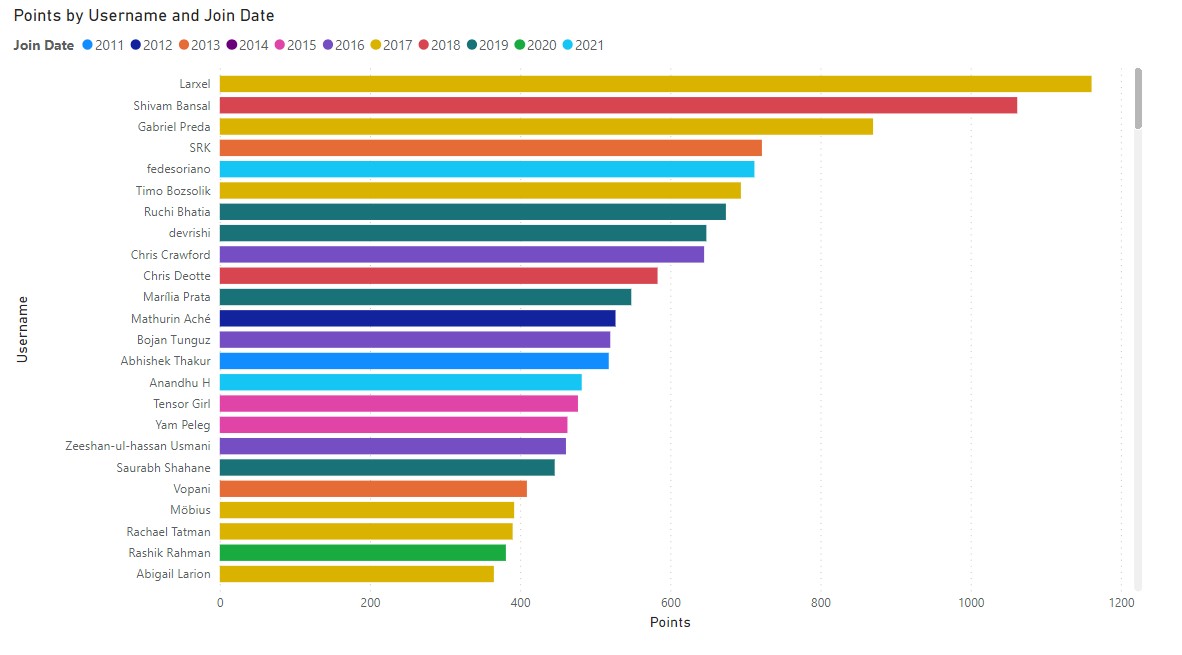 Points by Username and Join Date
Join Date 2011 2012 2013 2014 2015 2016 2017 2018 2019 2020 2021
Username
Larxel
Shivam Bansal
Gabriel Preda
SRK
fedesoriano
Timo Bozsolik
Ruchi Bhatia
devrishi
Chris Crawford
Chris Deotte
Marília Prata
Mathurin Aché
Bojan Tunguz
Abhishek Thakur
Anandhu H
Tensor Girl
Yam Peleg
Zeeshan-ul-hassan Usmani
Saurabh Shahane
Vopani
Möbius
Rachael Tatman
Rashik Rahman
Abigail Larion
0 200 400 600 800 1000 1200
Points